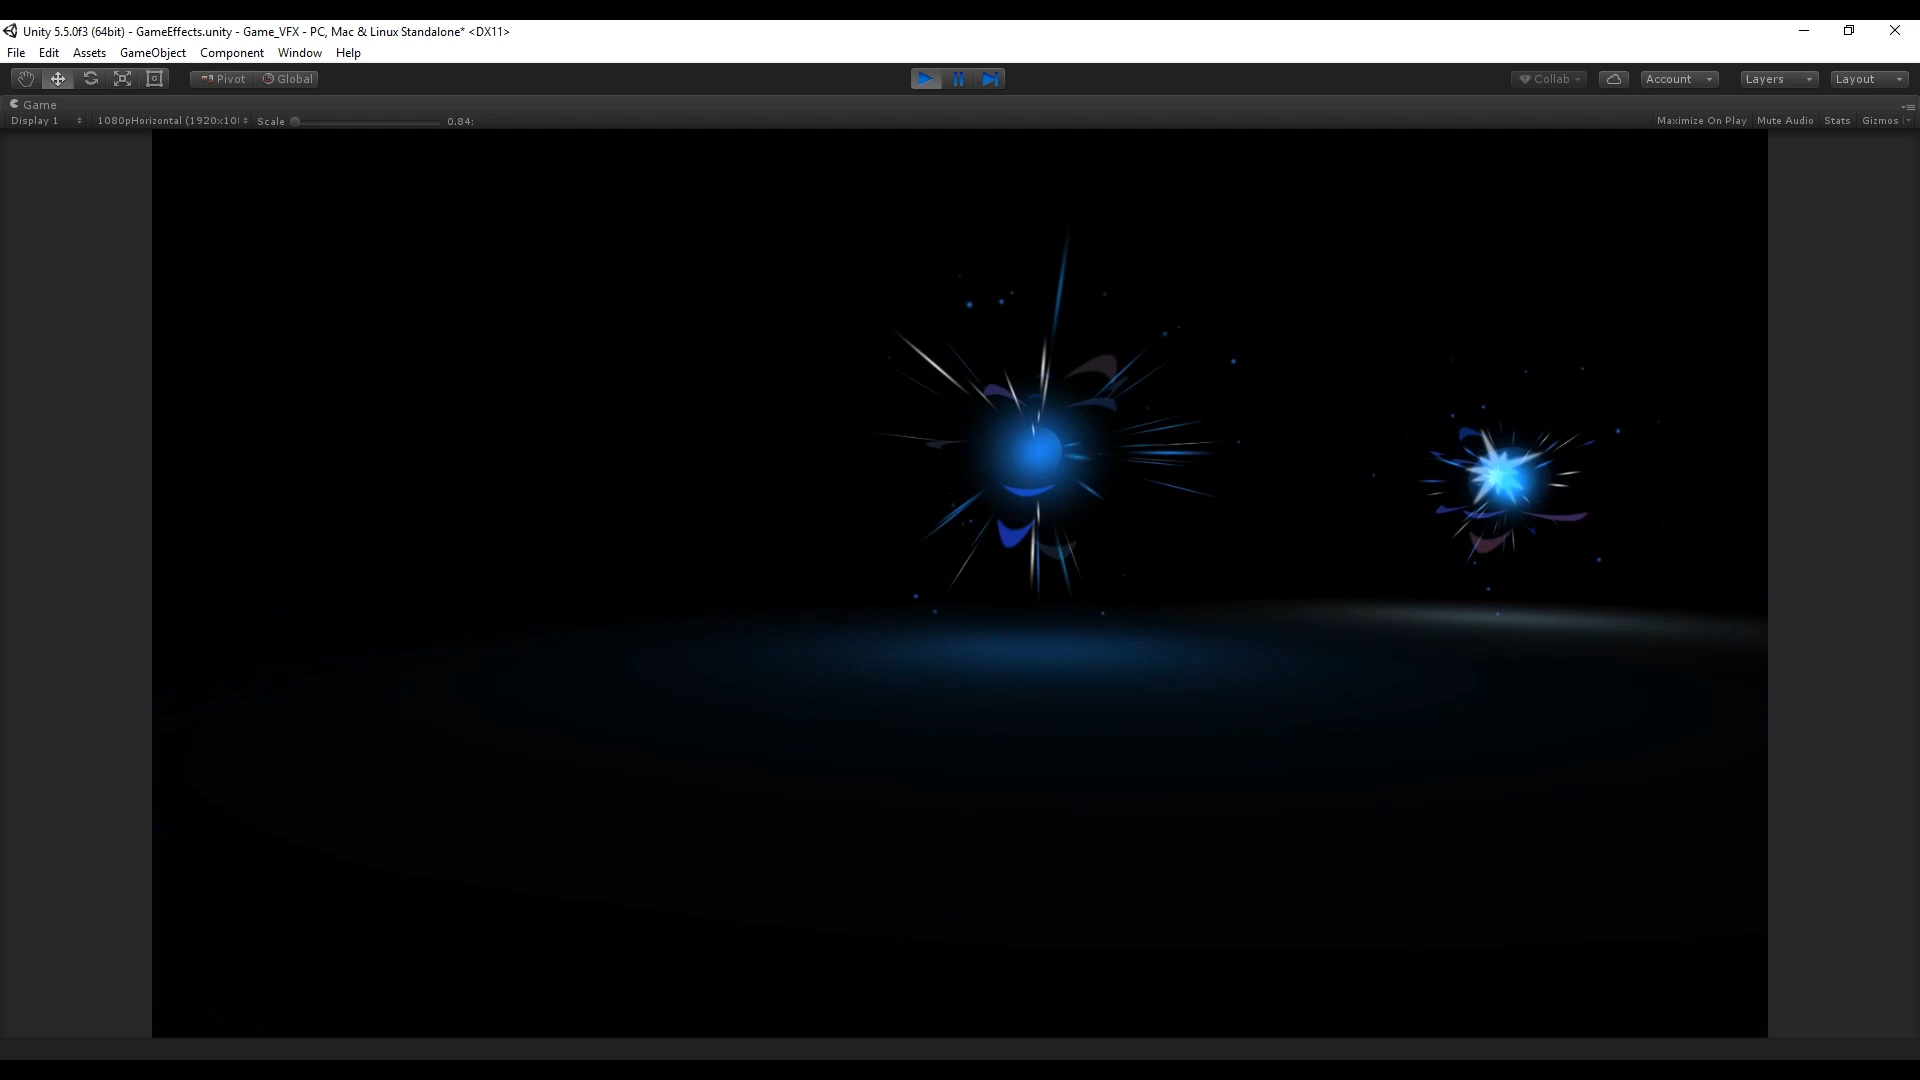 Unity 5.5.0f3 (64bit) - GameEffects.unity - Game_VFX - PC, Mac & Linux Standalone* <DX11>
File Edit Assets GameObject Component Window Help
Pivot Global Collab Account Layers Layout
Game
Display 1 1080pHorizontal (1920x10 Scale 0.84: Maximize On Play Mute Audio Stats Gizmos